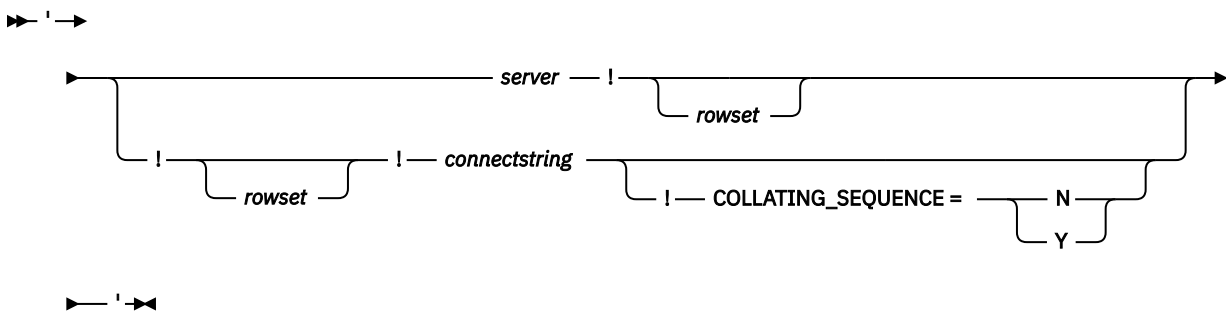 '
server !
rowset
! ! connectstring
rowset
! COLLATING_SEQUENCE = N
Y
'